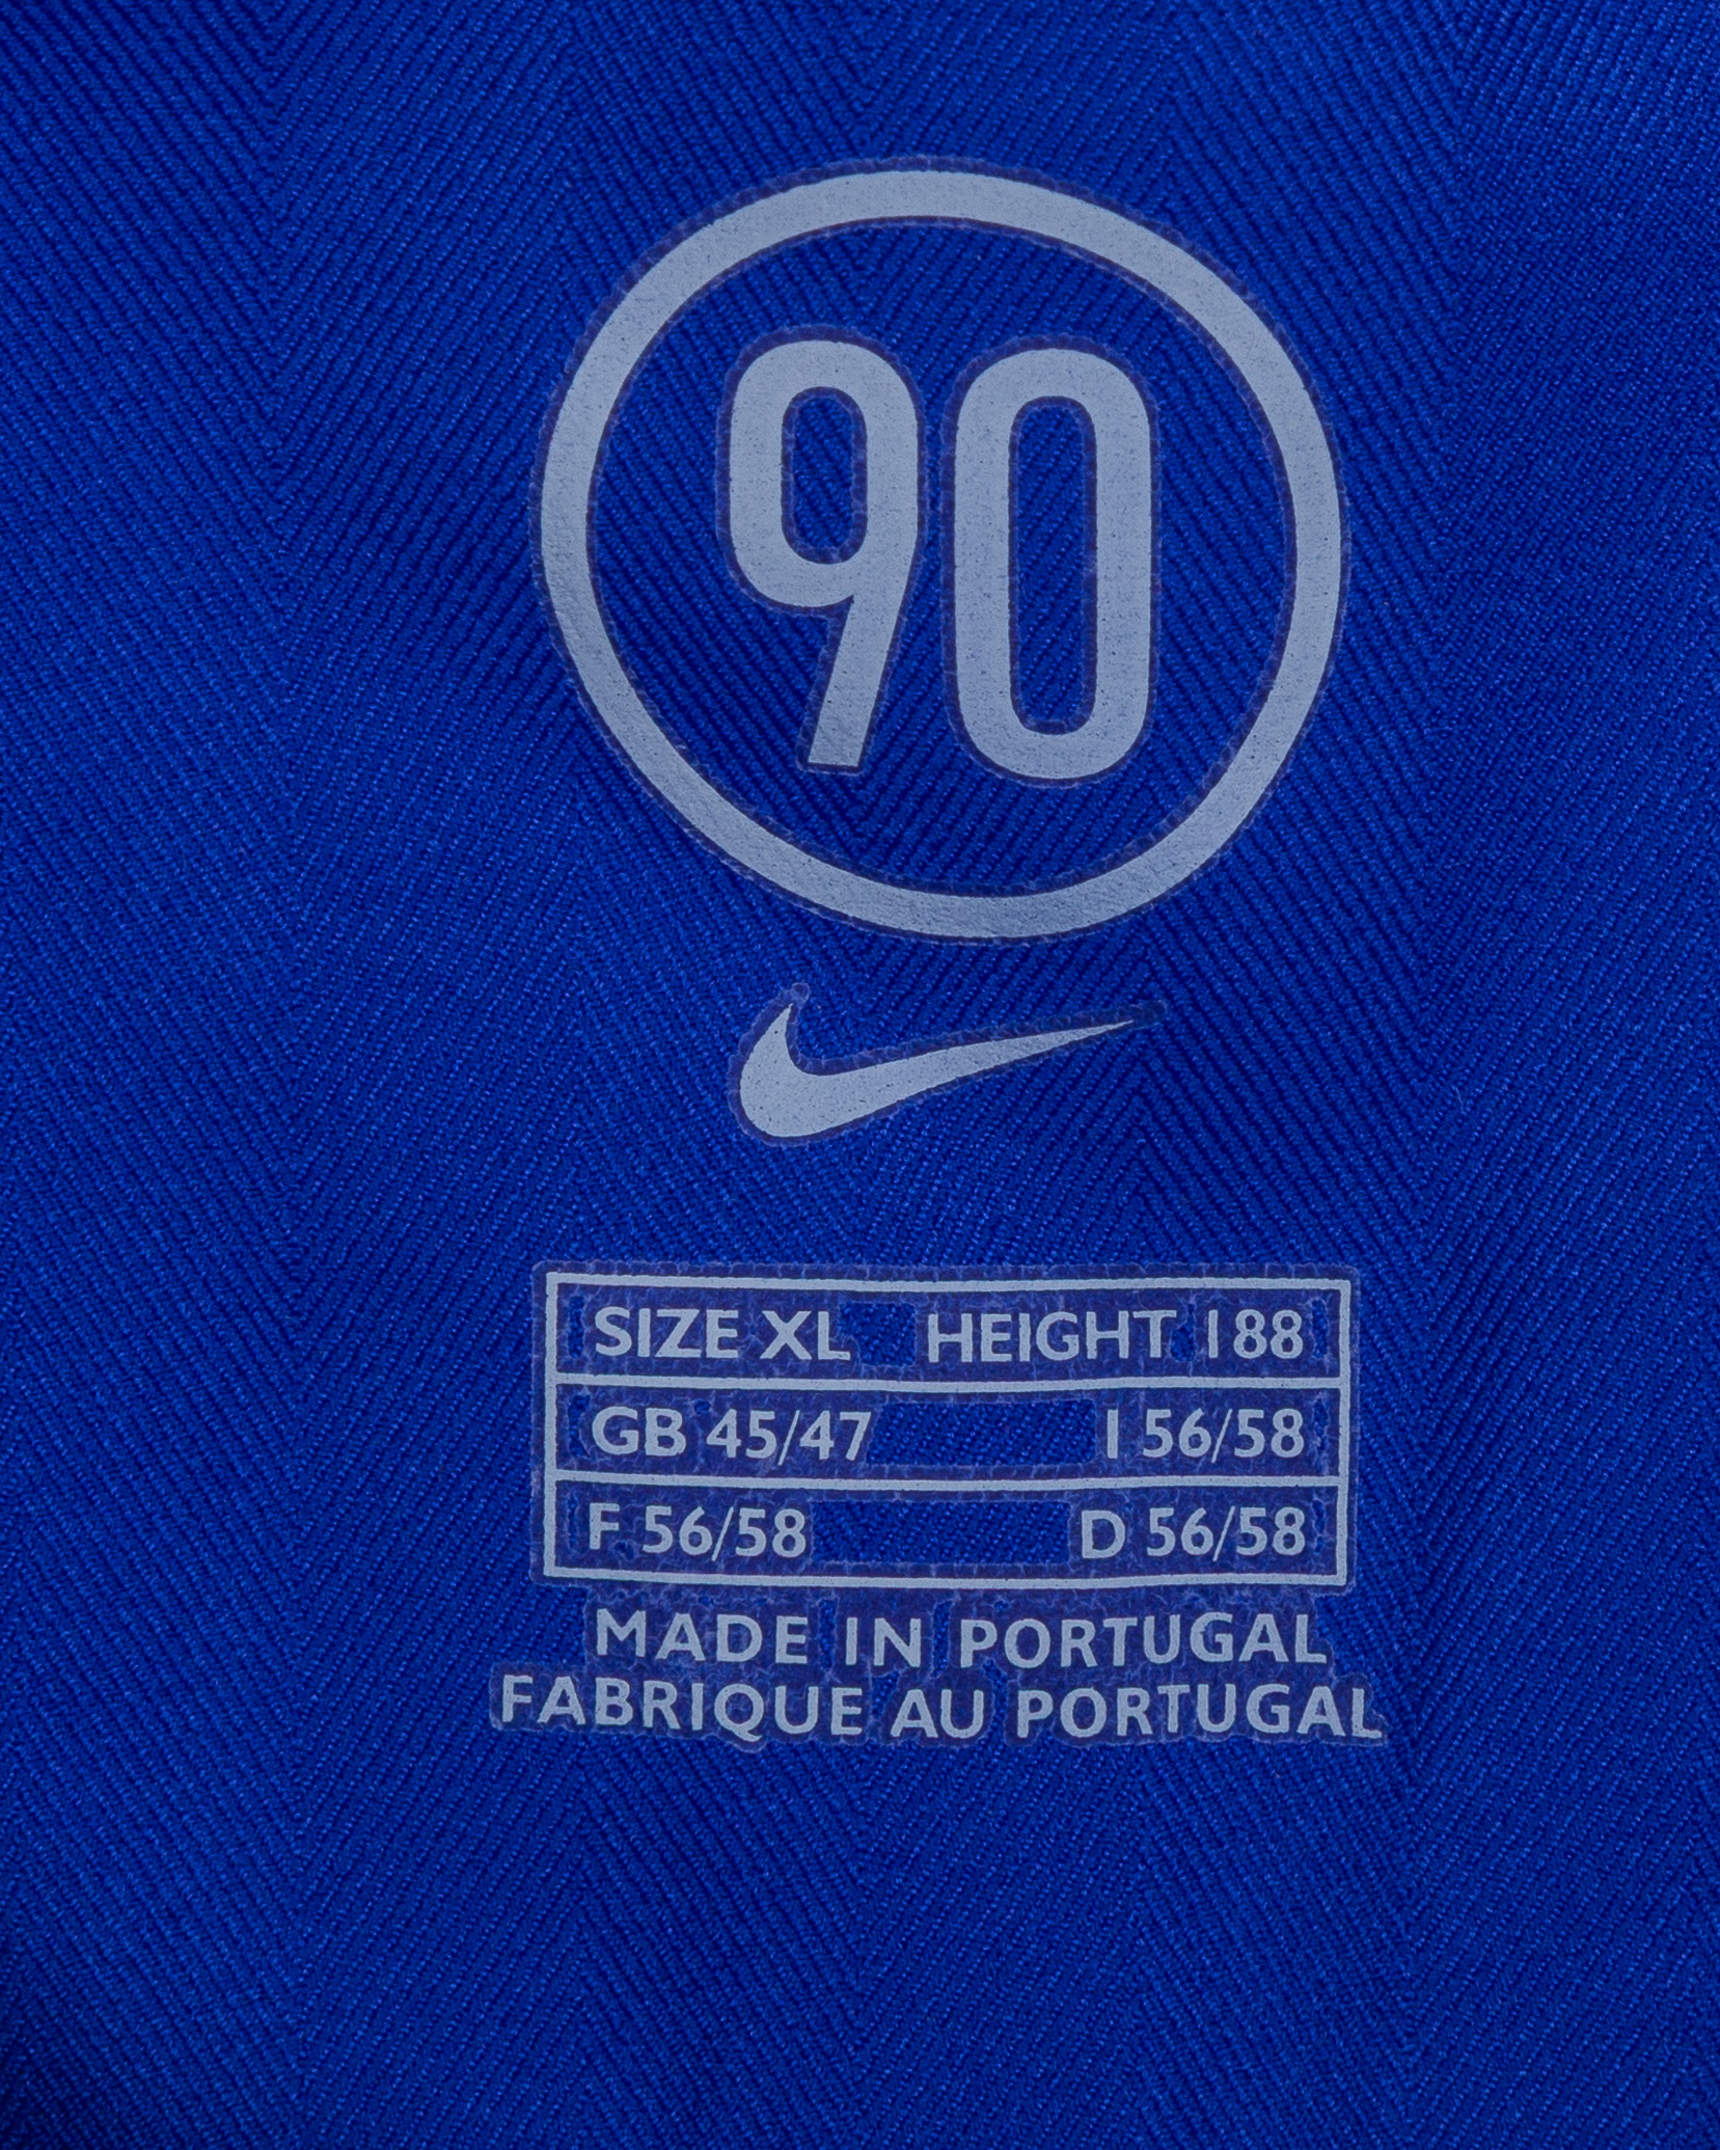 90
SIZE XL HEIGHT 188
GB 45/47 I 56/58
F 56/58 D 56/58
MADE IN PORTUGAL
FABRIQUE AU PORTUGAL